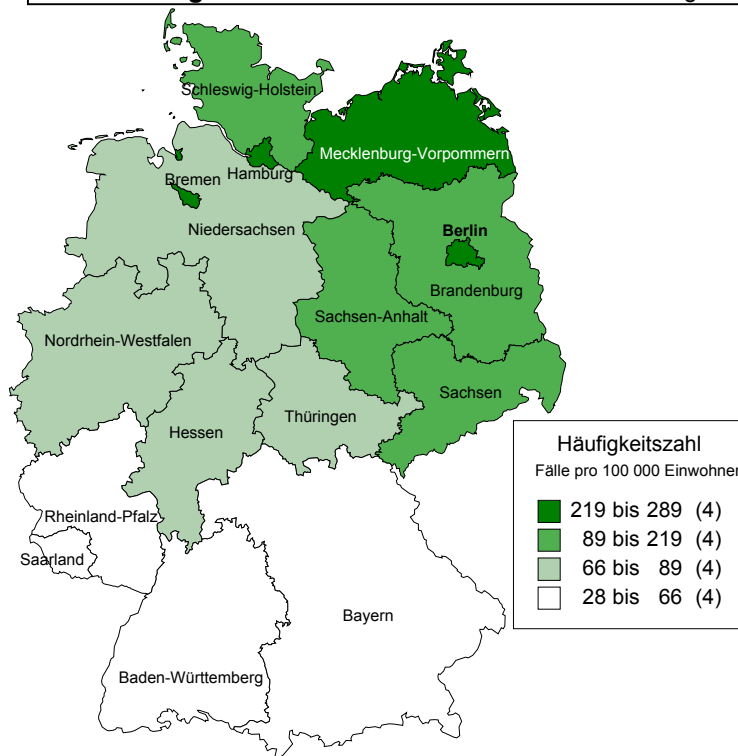 Schleswig-Holstein
Mecklenburg-Vorpommern
Hamburg
Bremen
Niedersachsen
Berlin
Brandenburg
Sachsen-Anhalt
Nordrhein-Westfalen
Sachsen
Thüringen
Hessen
Rheinland-Pfalz
Saarland
Bayern
Baden-Württemberg
Häufigkeitszahl
Fälle pro 100 000 Einwohner
219 bis 289 (4)
89 bis 219 (4)
66 bis 89 (4)
28 bis 66 (4)